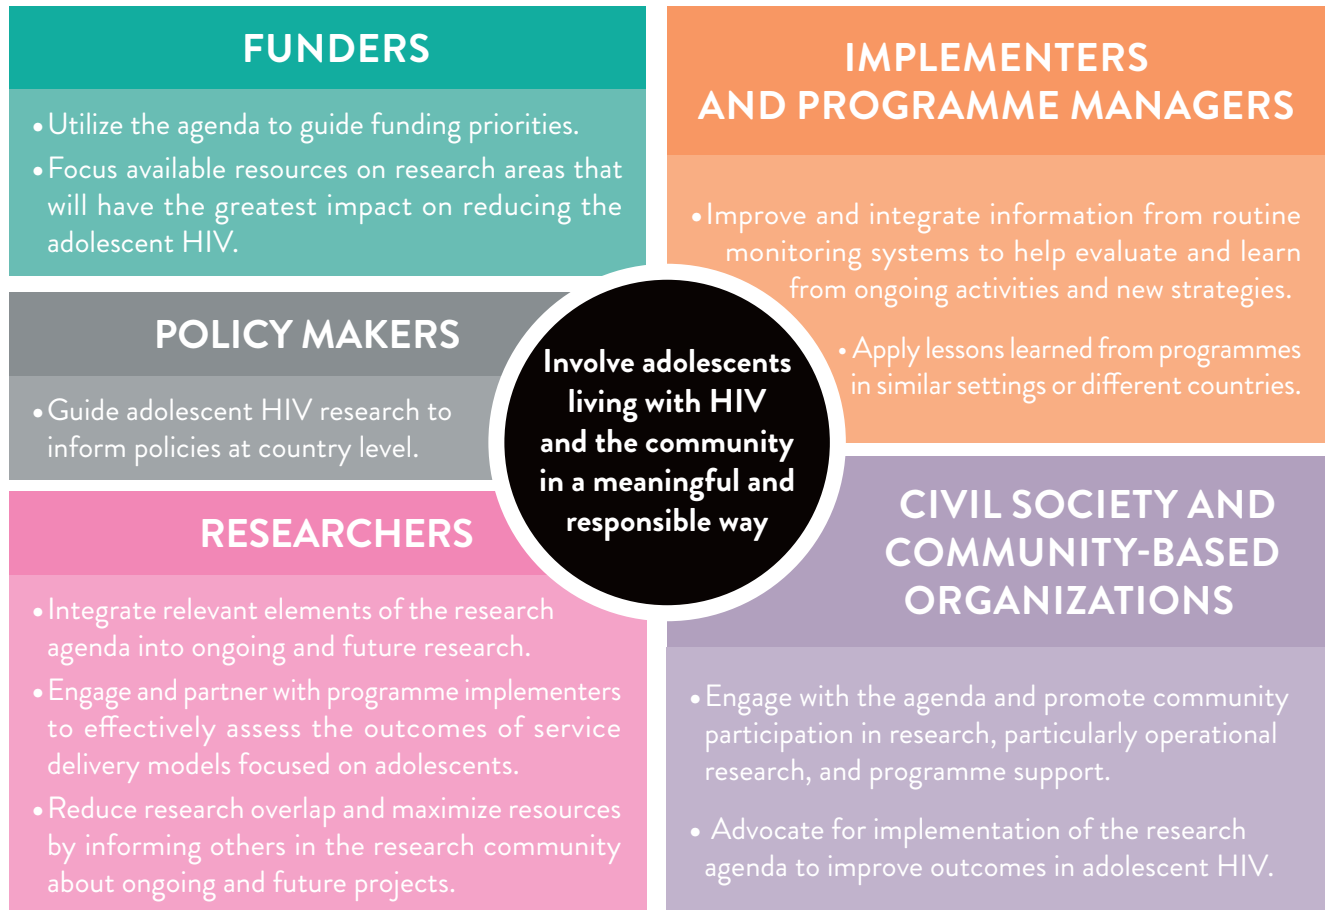 FUNDERS
• Utilize the agenda to guide funding priorities.
• Focus available resources on research areas that
will have the greatest impact on reducing the
adolescent HIV.
POLICY MAKERS
• Guide adolescent HIV research to
inform policies at country level.
RESEARCHERS
• Integrate relevant elements of the research
agenda into ongoing and future research.
• Engage and partner with programme implementers
to effectively assess the outcomes of service
delivery models focused on adolescents.
• Reduce research overlap and maximize resources
by informing others in the research community
about ongoing and future projects.
Involve adolescents
living with HIV
and the community
in a meaningful and
responsible way
IMPLEMENTERS
AND PROGRAMME MANAGERS
• Improve and integrate information from routine
monitoring systems to help evaluate and learn
from ongoing activities and new strategies.
• Apply lessons learned from programmes
in similar settings or different countries.
CIVIL SOCIETY AND
COMMUNITY-BASED
ORGANIZATIONS
• Engage with the agenda and promote community
participation in research, particularly operational
research, and programme support.
• Advocate for implementation of the research
agenda to improve outcomes in adolescent HIV.